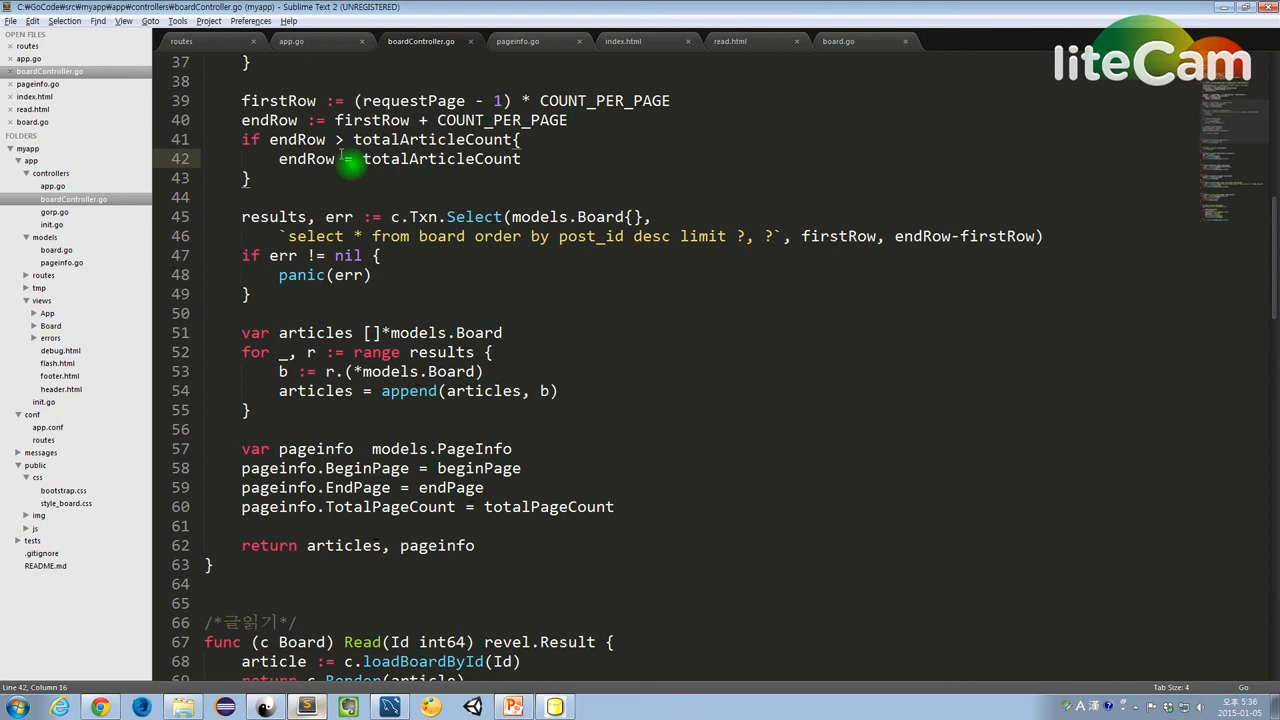 C:₩GoCode₩src₩myapp₩app₩controllers₩boardController.go (myapp) - Sublime Text 2 (UNREGISTERED)
File Edit Selection Find View Goto Tools Project Preferences Help
OPEN FILES
routes
app.go
boardController.go
pageinfo.go
index.html
read.html
board.go
FOLDERS
myapp
app
controllers
app.go
boardController.go
gorp.go
init.go
models
board.go
pageinfo.go
routes
tmp
views
App
Board
errors
debug.html
flash.html
footer.html
header.html
init.go
conf
app.conf
routes
messages
public
css
bootstrap.css
style_board.css
img
js
tests
.gitignore
README.md
routes app.go boardController.go pageinfo.go index.html read.html board.go
liteCam
37 }
38
39 firstRow := (requestPage - 1) * COUNT_PER_PAGE
40 endRow := firstRow + COUNT_PER_PAGE
41 if endRow totalArticleCount{
42 endRow = totalArticleCount
43 }
44
45 results, err := c.Txn.Select(models.Board{},
46 `select * from board order by post_id desc limit ?, ?`, firstRow, endRow-firstRow)
47 if err != nil {
48 panic(err)
49 }
50
51 var articles []*models.Board
52 for _, r := range results {
53 b := r.(*models.Board)
54 articles = append(articles, b)
55 }
56
57 var pageinfo models.PageInfo
58 pageinfo.BeginPage = beginPage
59 pageinfo.EndPage = endPage
60 pageinfo.TotalPageCount = totalPageCount
61
62 return articles, pageinfo
63 }
64
65
66 /*글읽기*/
67 func (c Board) Read(Id int64) revel.Result {
68 article := c.loadBoardById(Id)
69 return c.Render(article)
Line 42, Column 16 Tab Size: 4 Go
오후 5:36
2015-01-05